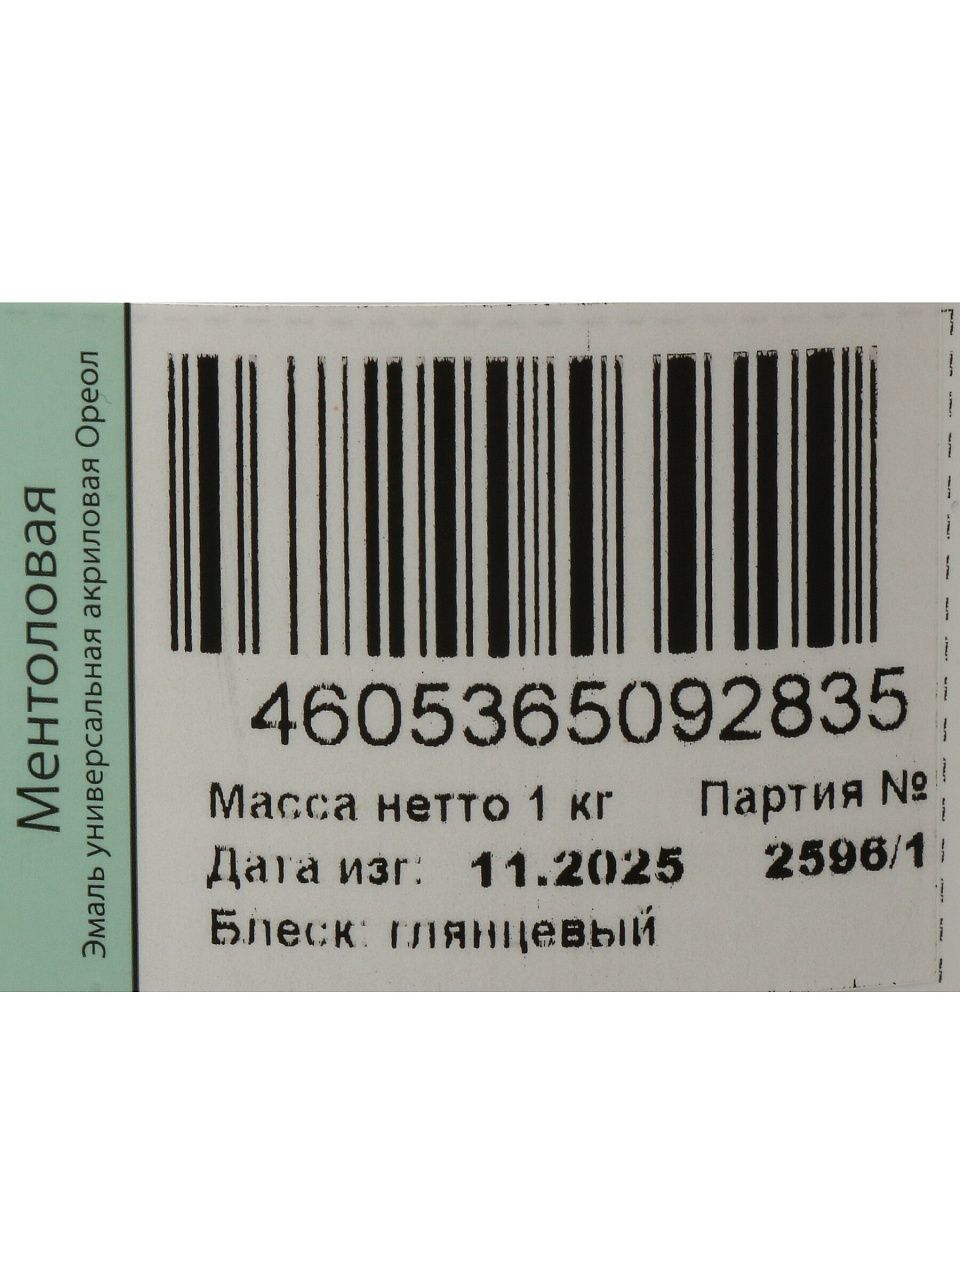 Ментоловая
Эмаль универсальная акриловая Ореол
4605365092835
Масса нетто 1 кг Партия №
Дата изг: 11.2025 2596/1
Блеск: глянцевый